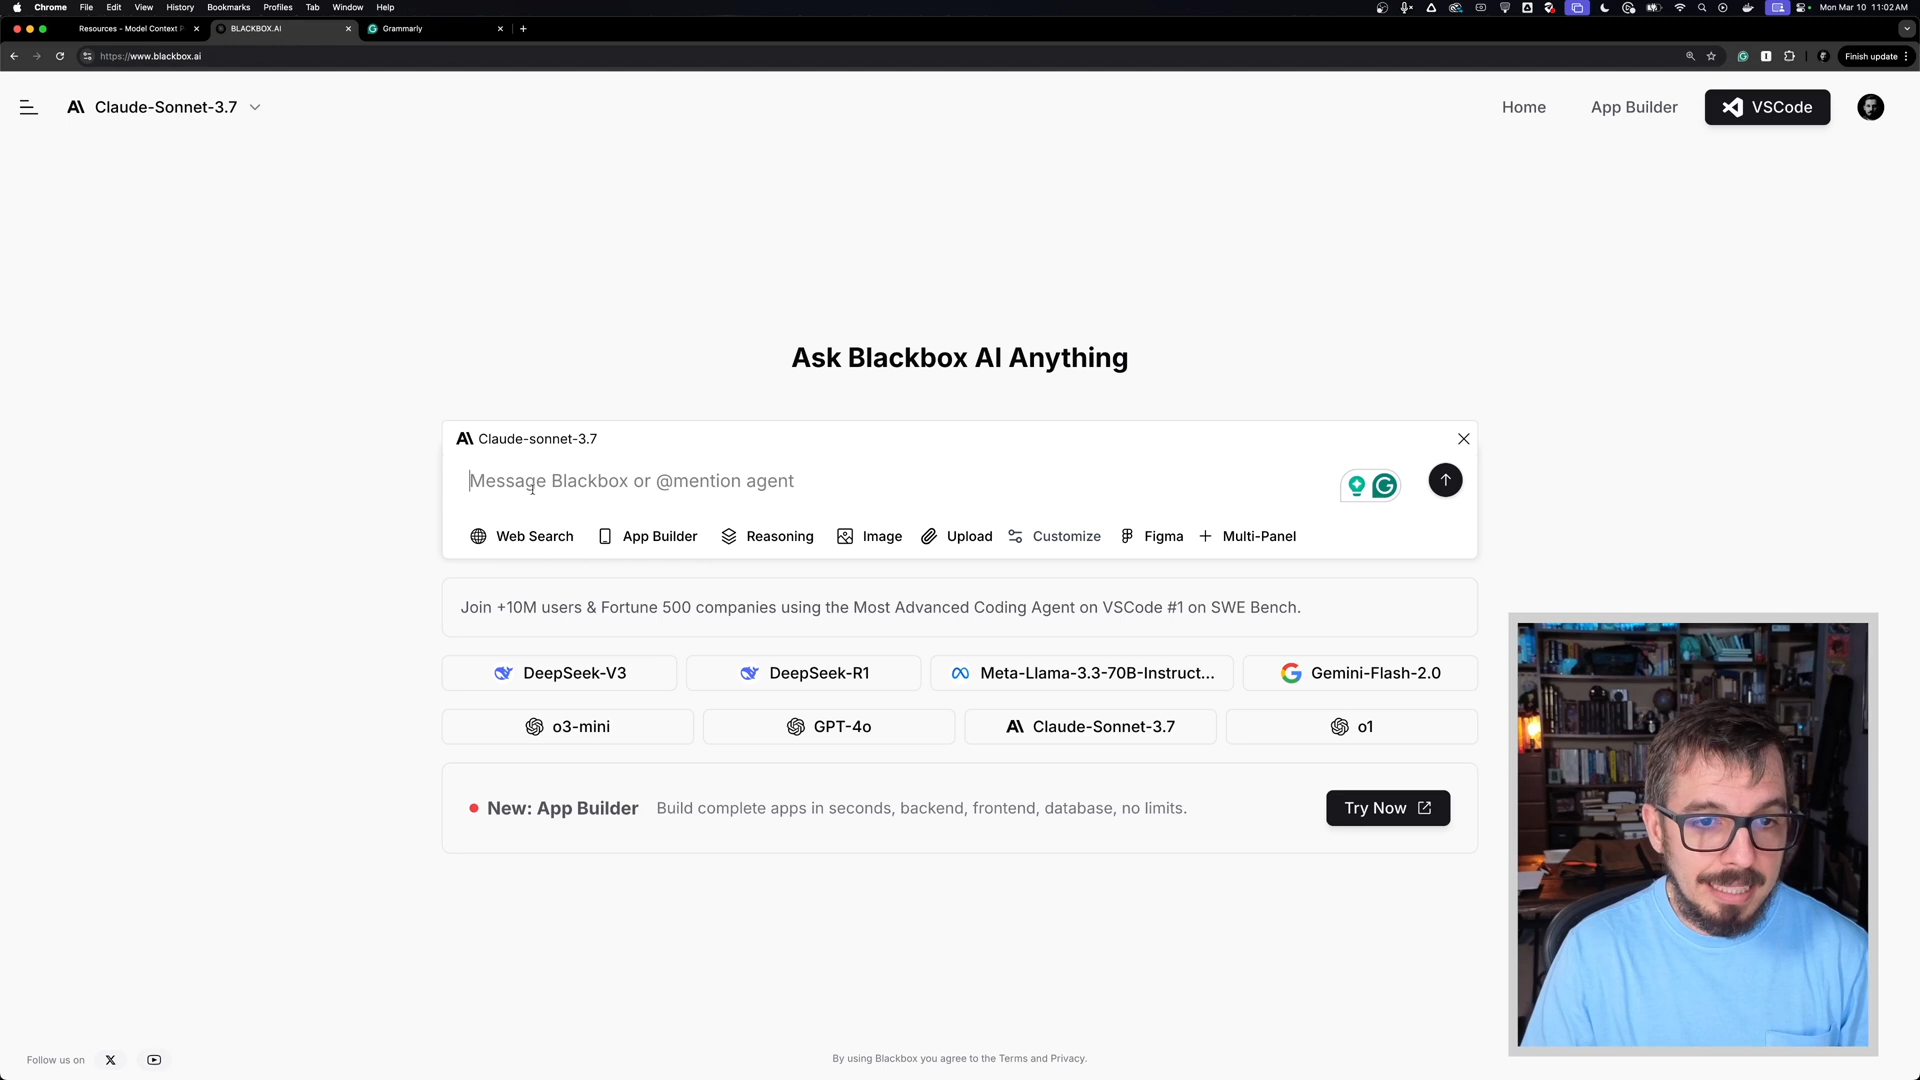 Chrome File Edit View History Bookmarks Profiles Tab Window Help Mon Mar 10 11:02 AM
Resources - Model Context P BLACKBOX.AI Grammarly
https://www.blackbox.ai Finish update
Claude-Sonnet-3.7 Home App Builder VSCode
Ask Blackbox AI Anything
Claude-sonnet-3.7
Message Blackbox or @mention agent
Web Search App Builder Reasoning Image Upload Customize Figma Multi-Panel
Join +10M users & Fortune 500 companies using the Most Advanced Coding Agent on VSCode #1 on SWE Bench.
DeepSeek-V3 DeepSeek-R1 Meta-Llama-3.3-70B-Instruct... Gemini-Flash-2.0
o3-mini GPT-4o Claude-Sonnet-3.7 o1
New: App Builder Build complete apps in seconds, backend, frontend, database, no limits. Try Now
Follow us on By using Blackbox you agree to the Terms and Privacy.